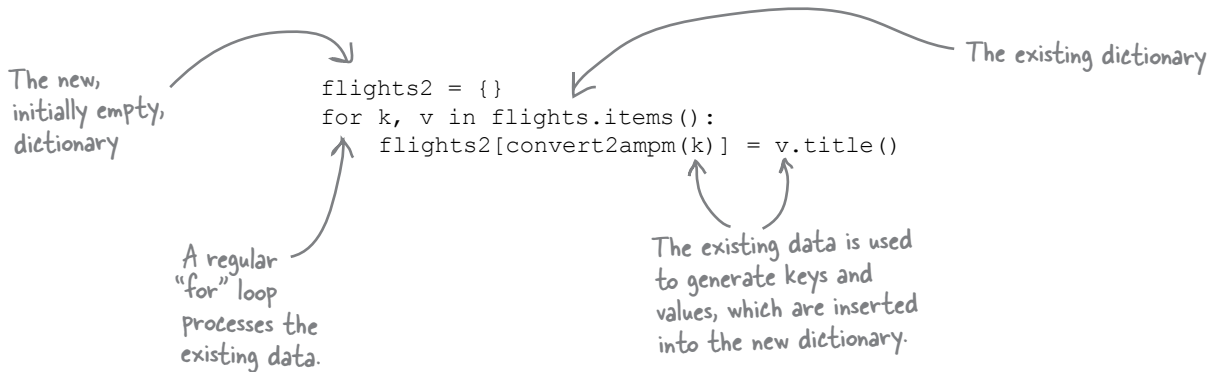 The new,
initially empty,
dictionary
The existing dictionary
flights2 = {}
for k, v in flights.items():
    flights2[convert2ampm(k)] = v.title()
A regular
“for” loop
processes the
existing data.
The existing data is used
to generate keys and
values, which are inserted
into the new dictionary.